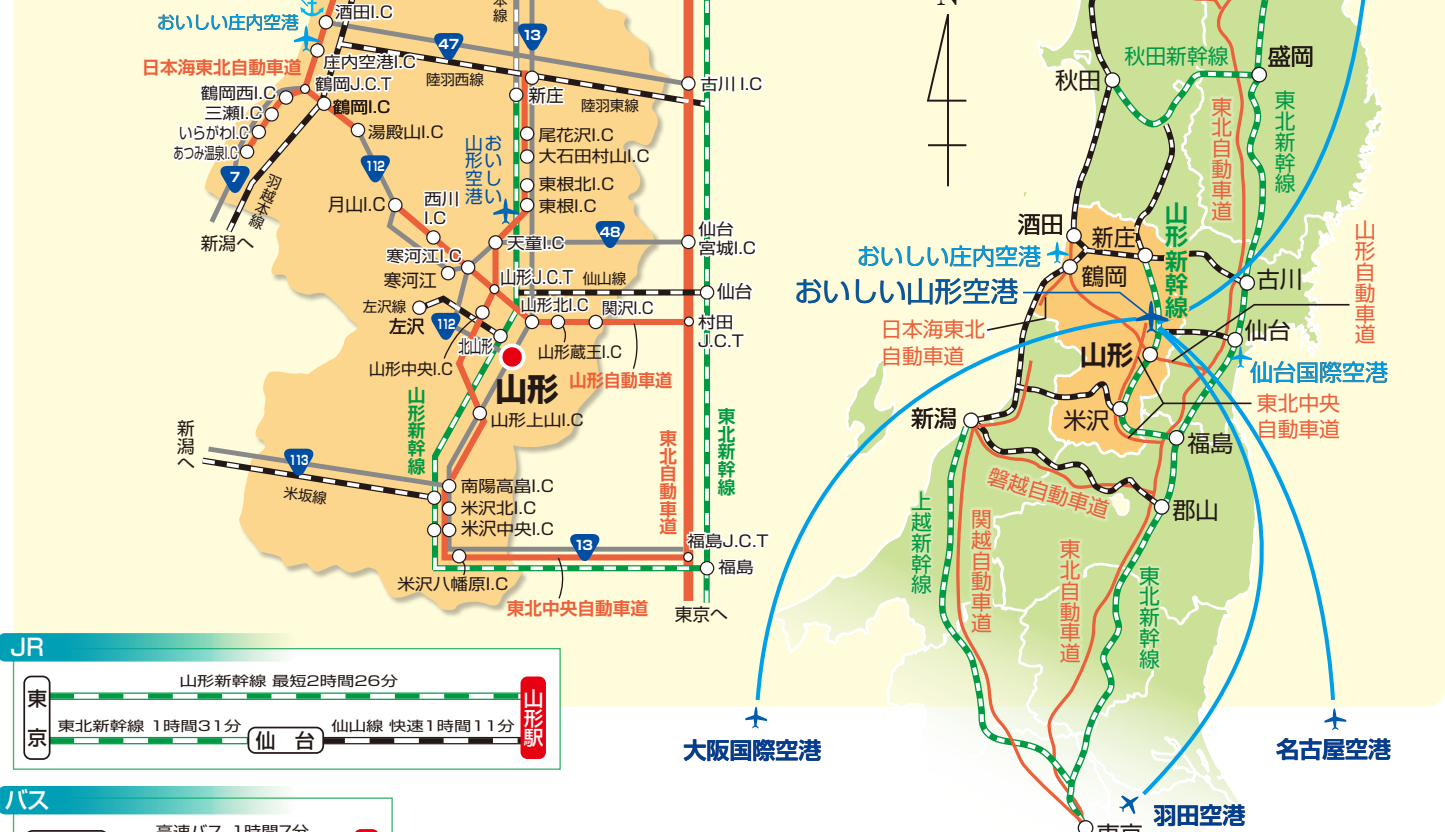 酒田I.C
おいしい庄内空港
本線
13
47
庄内空港I.C
日本海東北自動車道
鶴岡J.C.T
鶴岡西I.C
鶴岡I.C
三瀬I.C
いらがわI.C
あつみ温泉I.C
湯殿山I.C
陸羽西線
新庄
陸羽東線
古川I.C
7
羽越本線
新潟へ
112
月山I.C
西川
I.C
寒河江I.C
寒河江
左沢線
左沢
112
北山形
おいしい
山形空港
尾花沢I.C
大石田村山I.C
東根北I.C
東根I.C
天童I.C
48
仙台
宮城I.C
山形J.C.T
仙山線
仙台
山形北I.C
関沢I.C
村田
J.C.T
山形蔵王I.C
山形中央I.C
山形
山形自動車道
山形上山I.C
山形新幹線
新潟へ
113
米坂線
南陽高畠I.C
米沢北I.C
米沢中央I.C
米沢八幡原I.C
13
東北中央自動車道
東北自動車道
東北新幹線
福島J.C.T
福島
東京へ
N
秋田
秋田新幹線
盛岡
東北自動車道
東北新幹線
酒田
新庄
山形新幹線
おいしい庄内空港
鶴岡
古川
山形自動車道
おいしい山形空港
日本海東北
自動車道
仙台
山形
仙台国際空港
東北中央
自動車道
新潟
米沢
福島
磐越自動車道
郡山
上越新幹線
関越自動車道
東北自動車道
東北新幹線
大阪国際空港
名古屋空港
羽田空港
東京
JR
東京
山形新幹線 最短2時間26分
東北新幹線 1時間31分
仙台
仙山線 快速1時間11分
山形駅
バス
高速バス 1時間7分